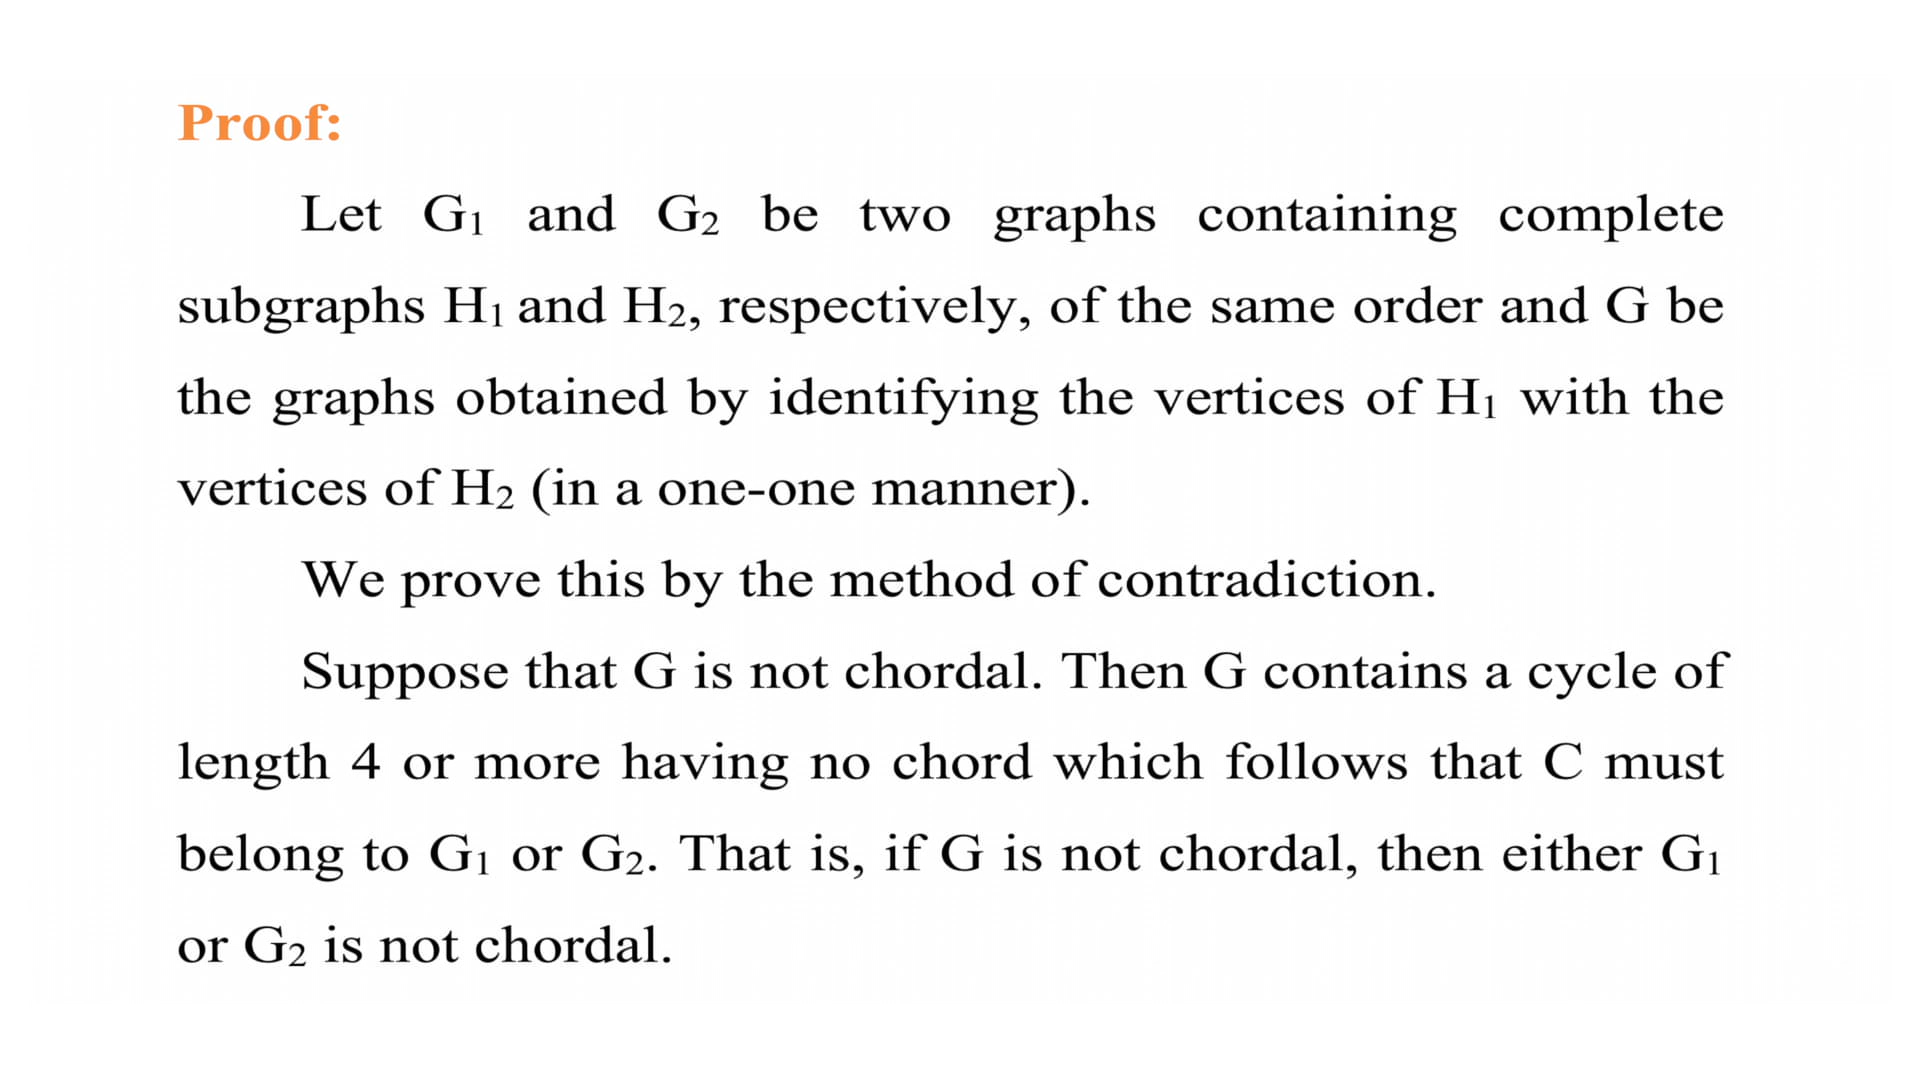 Proof:
Let G₁ and G₂ be two graphs containing complete
subgraphs H₁ and H₂, respectively, of the same order and G be
the graphs obtained by identifying the vertices of H₁ with the
vertices of H₂ (in a one-one manner).
We prove this by the method of contradiction.
Suppose that G is not chordal. Then G contains a cycle of
length 4 or more having no chord which follows that C must
belong to G₁ or G₂. That is, if G is not chordal, then either G₁
or G₂ is not chordal.